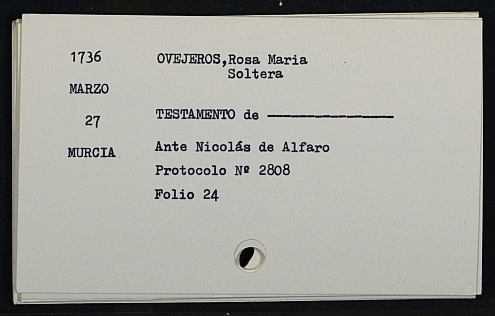 1736
OVEJEROS,Rosa Maria
Soltera
MARZO
27
TESTAMENTO de ----------------
MURCIA
Ante Nicolás de Alfaro
Protocolo Nº 2808
Folio 24